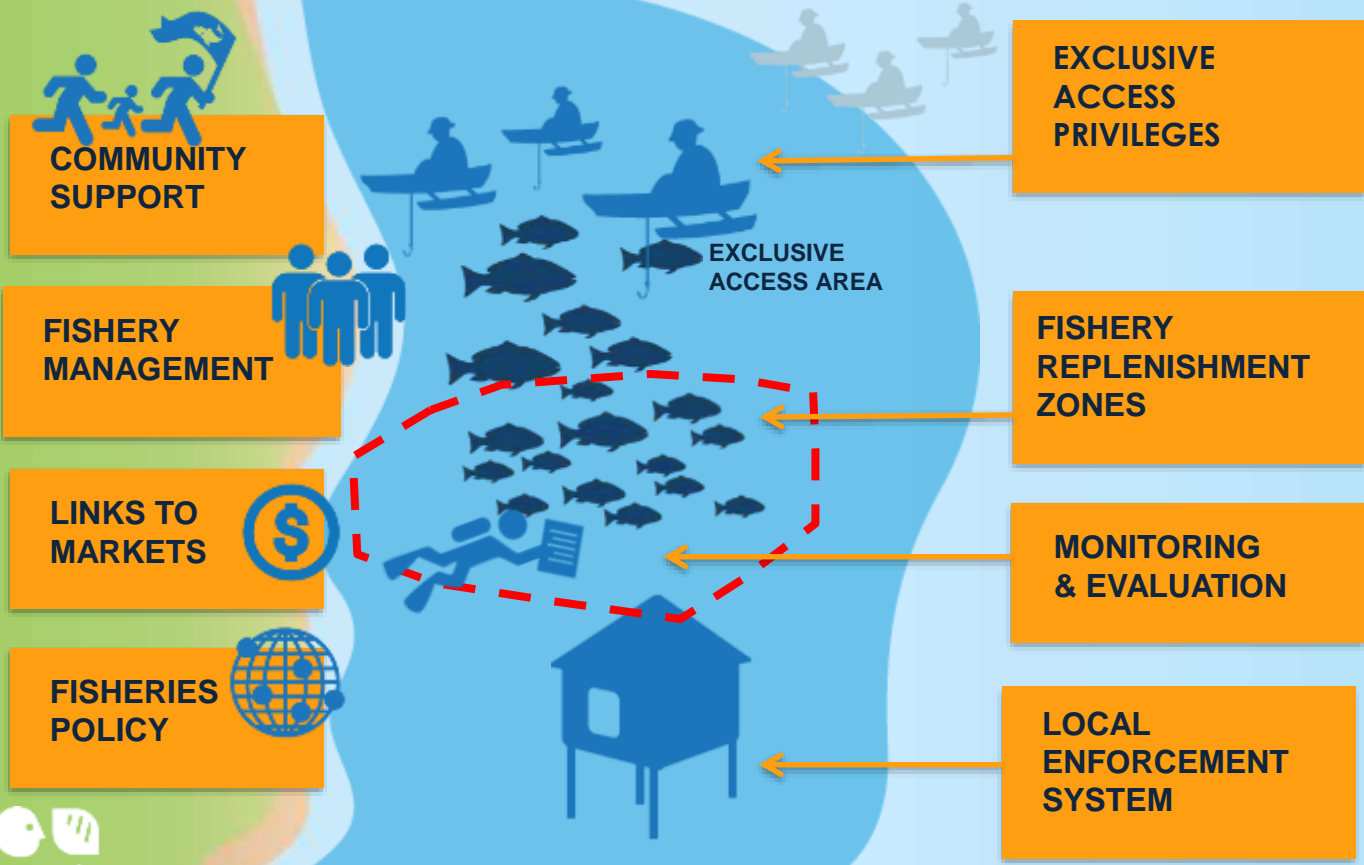 COMMUNITY
SUPPORT
FISHERY
MANAGEMENT
LINKS TO
MARKETS
$
FISHERIES
POLICY
EXCLUSIVE
ACCESS AREA
EXCLUSIVE
ACCESS
PRIVILEGES
FISHERY
REPLENISHMENT
ZONES
MONITORING
& EVALUATION
LOCAL
ENFORCEMENT
SYSTEM